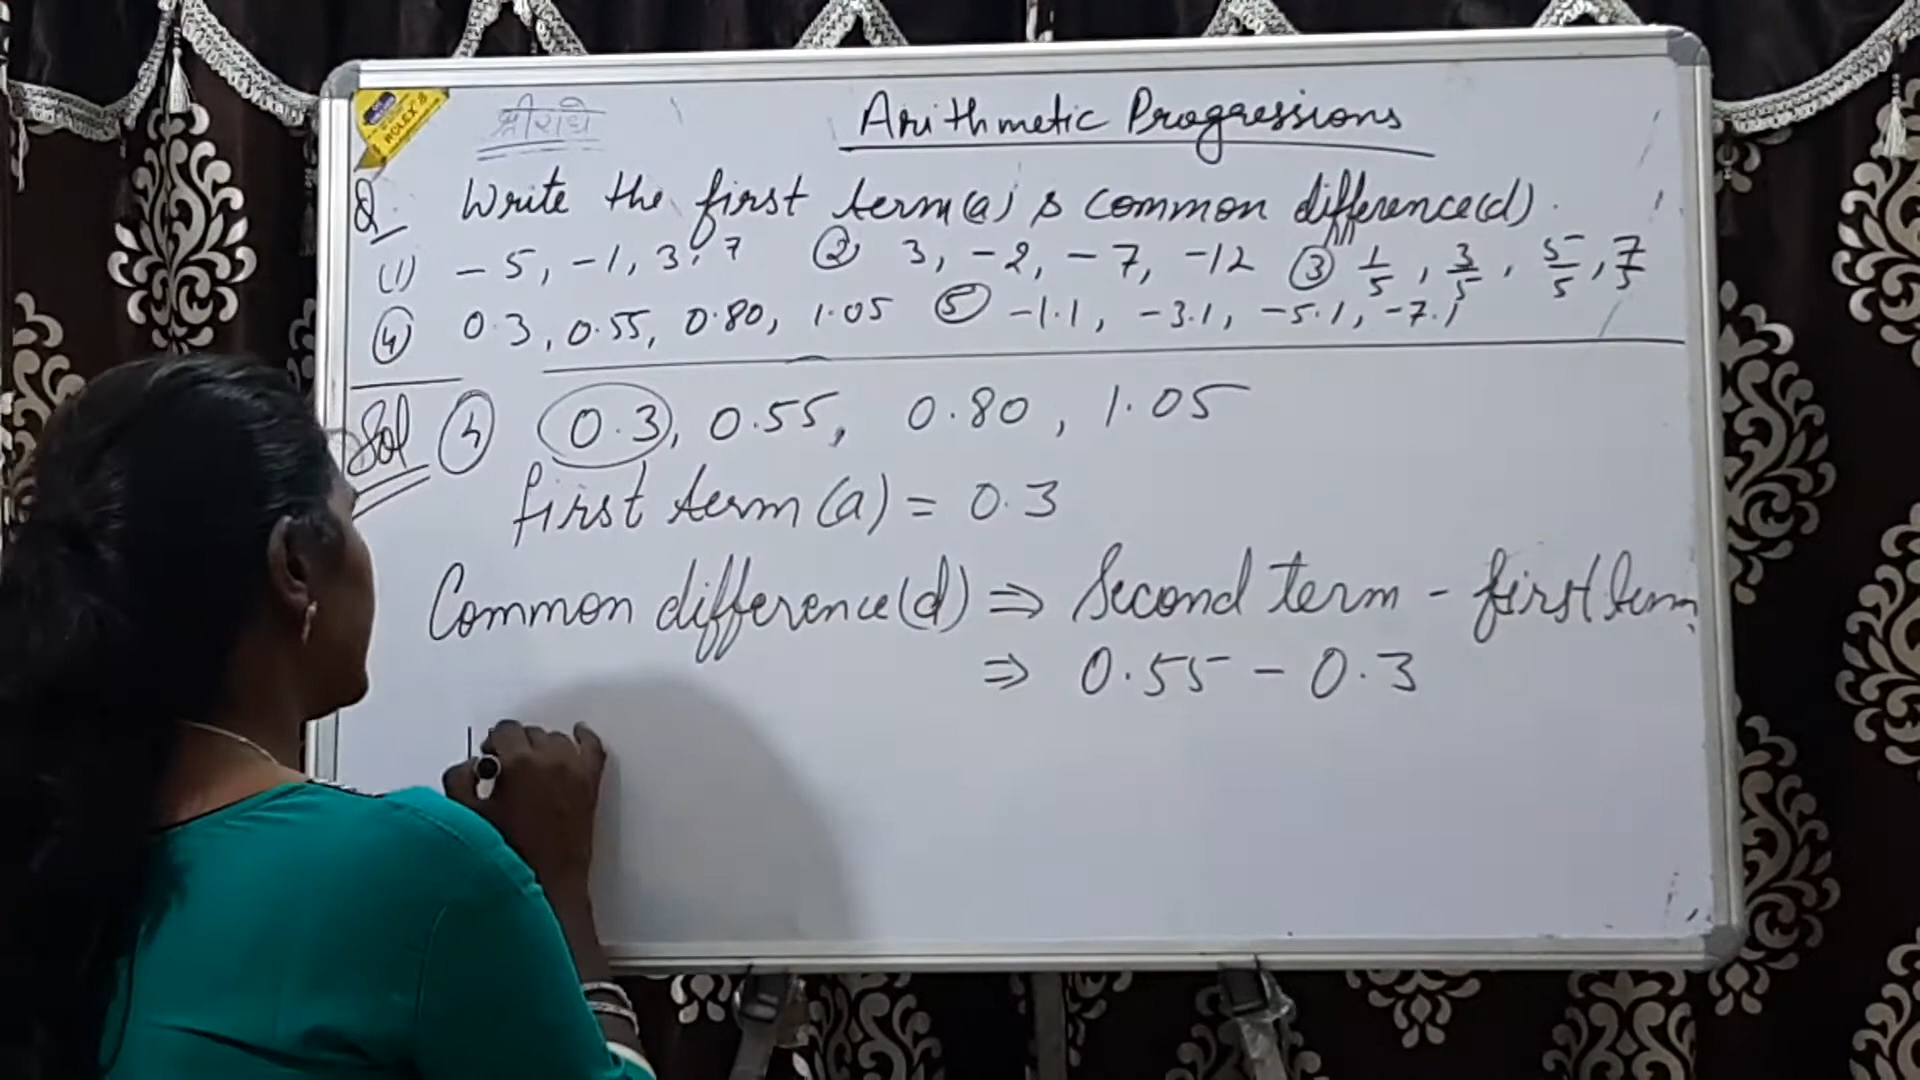 श्री राधे
Arithmetic Progressions
ROLEX
Q. Write the first term(a) & common difference(d).
(1) -5, -1, 3, 7 ② 3, -2, -7, -12 ③ 1/5, 3/5, 5/5, 7/5
④ 0.3, 0.55, 0.80, 1.05 ⑤ -1.1, -3.1, -5.1, -7.1
Sol ④ 0.3, 0.55, 0.80, 1.05
first term (a) = 0.3
Common difference(d) ⇒ Second term - first term
⇒ 0.55 - 0.3